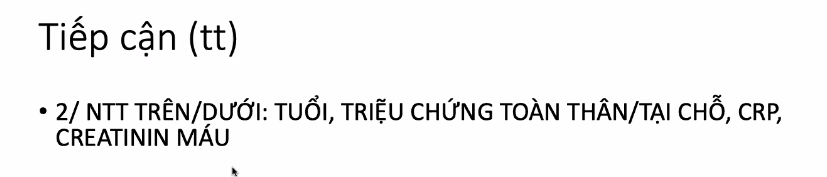 Tiếp cận (tt)
• 2/ NTT TRÊN/DƯỚI: TUỔI, TRIỆU CHỨNG TOÀN THÂN/TẠI CHỖ, CRP,
CREATININ MÁU